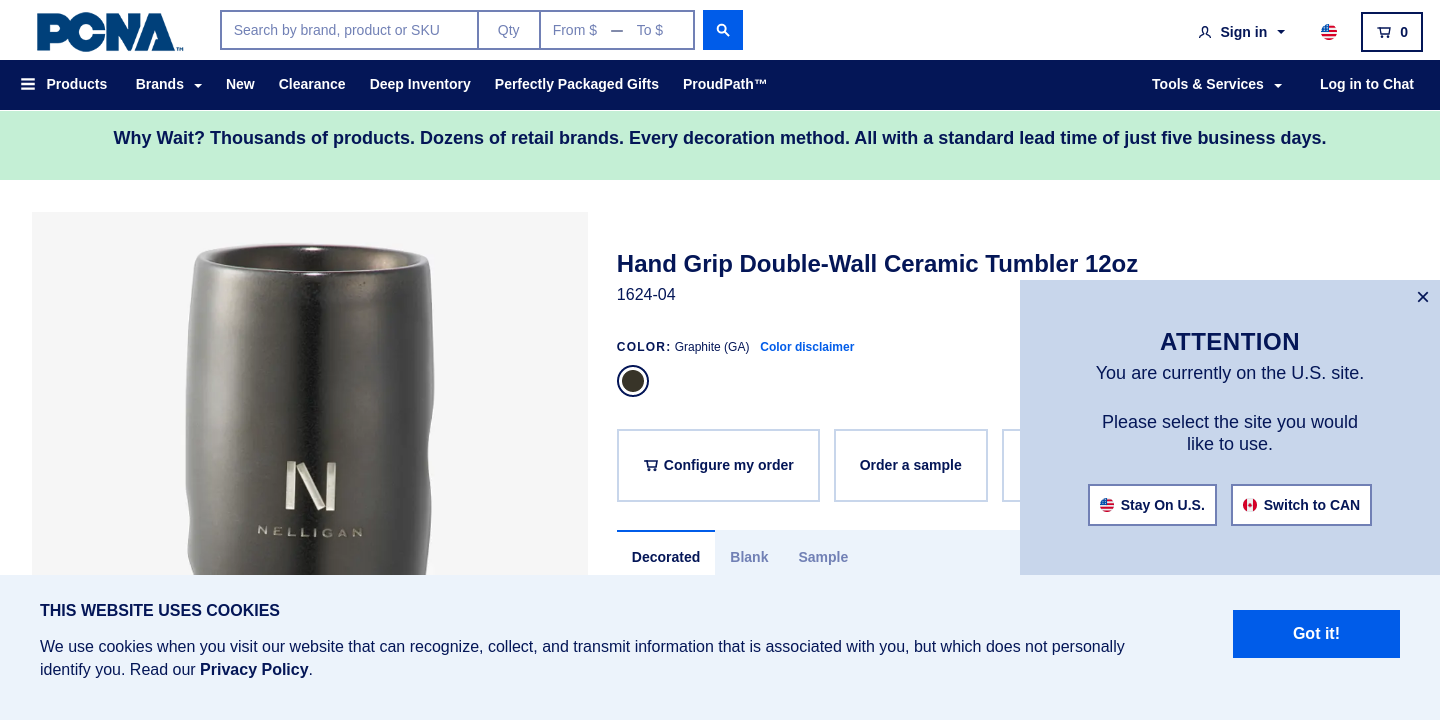 PCNA™
Search by brand, product or SKU
Qty
From $ — To $
Sign in
0
Products
Brands
New
Clearance
Deep Inventory
Perfectly Packaged Gifts
ProudPath™
Tools & Services
Log in to Chat
Why Wait? Thousands of products. Dozens of retail brands. Every decoration method. All with a standard lead time of just five business days.
N
NELLIGAN
Hand Grip Double-Wall Ceramic Tumbler 12oz
1624-04
COLOR: Graphite (GA) Color disclaimer
Configure my order
Order a sample
Decorated
Blank
Sample
×
ATTENTION
You are currently on the U.S. site.
Please select the site you would
like to use.
Stay On U.S.
Switch to CAN
THIS WEBSITE USES COOKIES
We use cookies when you visit our website that can recognize, collect, and transmit information that is associated with you, but which does not personally
identify you. Read our Privacy Policy.
Got it!